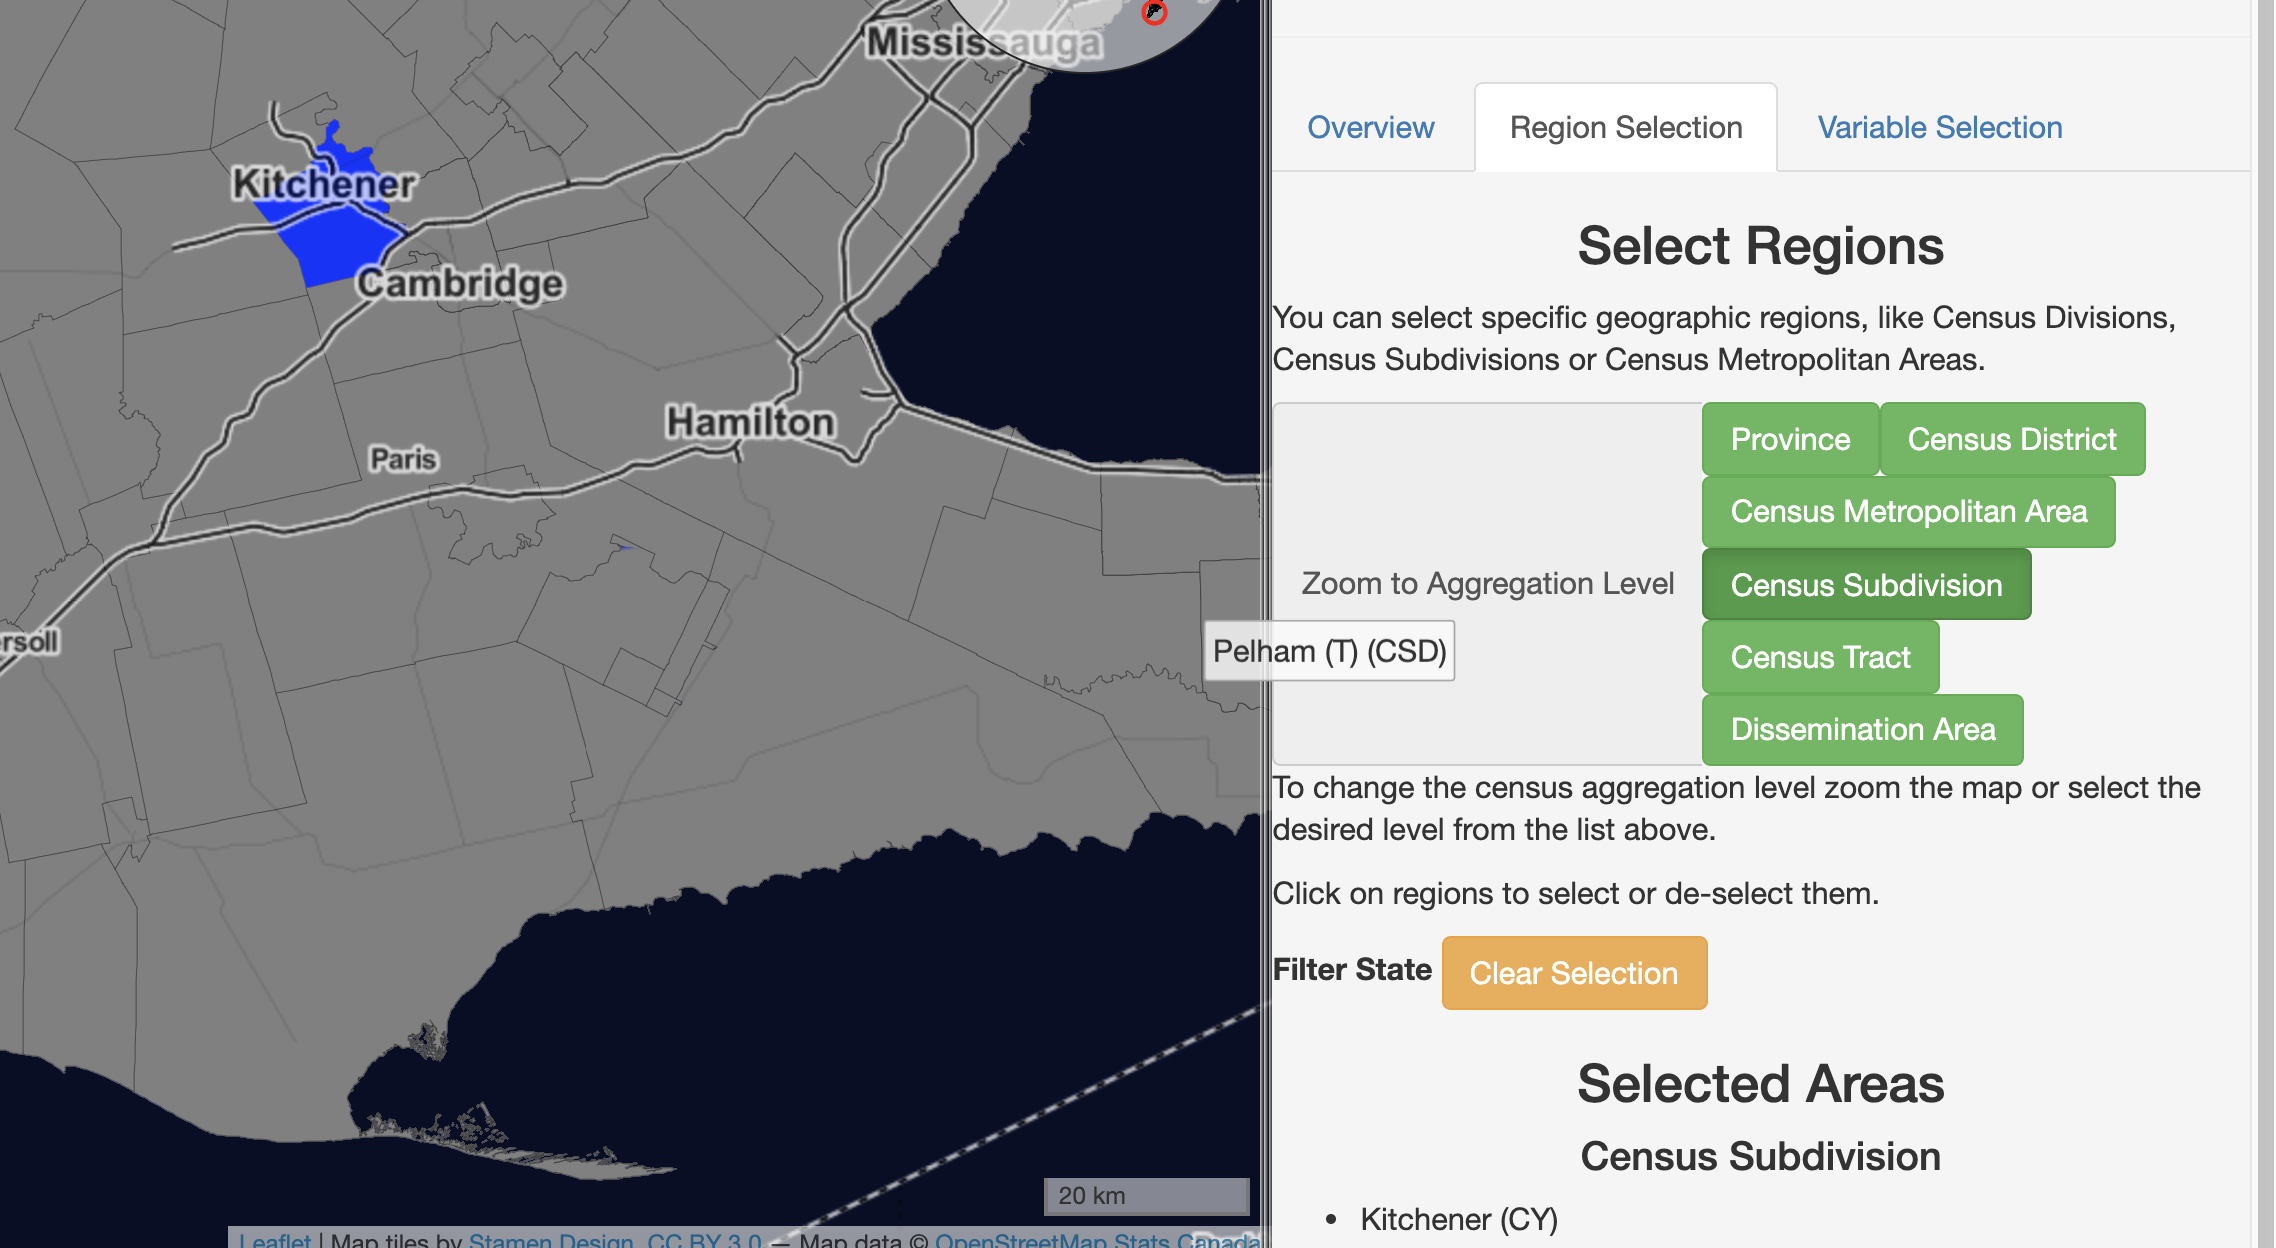 Mississauga
Kitchener
Cambridge
Hamilton
Paris
ersoll
20 km
Leaflet | Map tiles by Stamen Design, CC BY 3.0 — Map data © OpenStreetMap Stats Canada
Overview
Region Selection
Variable Selection
Select Regions
You can select specific geographic regions, like Census Divisions,
Census Subdivisions or Census Metropolitan Areas.
Zoom to Aggregation Level
Province
Census District
Census Metropolitan Area
Census Subdivision
Census Tract
Dissemination Area
Pelham (T) (CSD)
To change the census aggregation level zoom the map or select the
desired level from the list above.
Click on regions to select or de-select them.
Filter State
Clear Selection
Selected Areas
Census Subdivision
• Kitchener (CY)